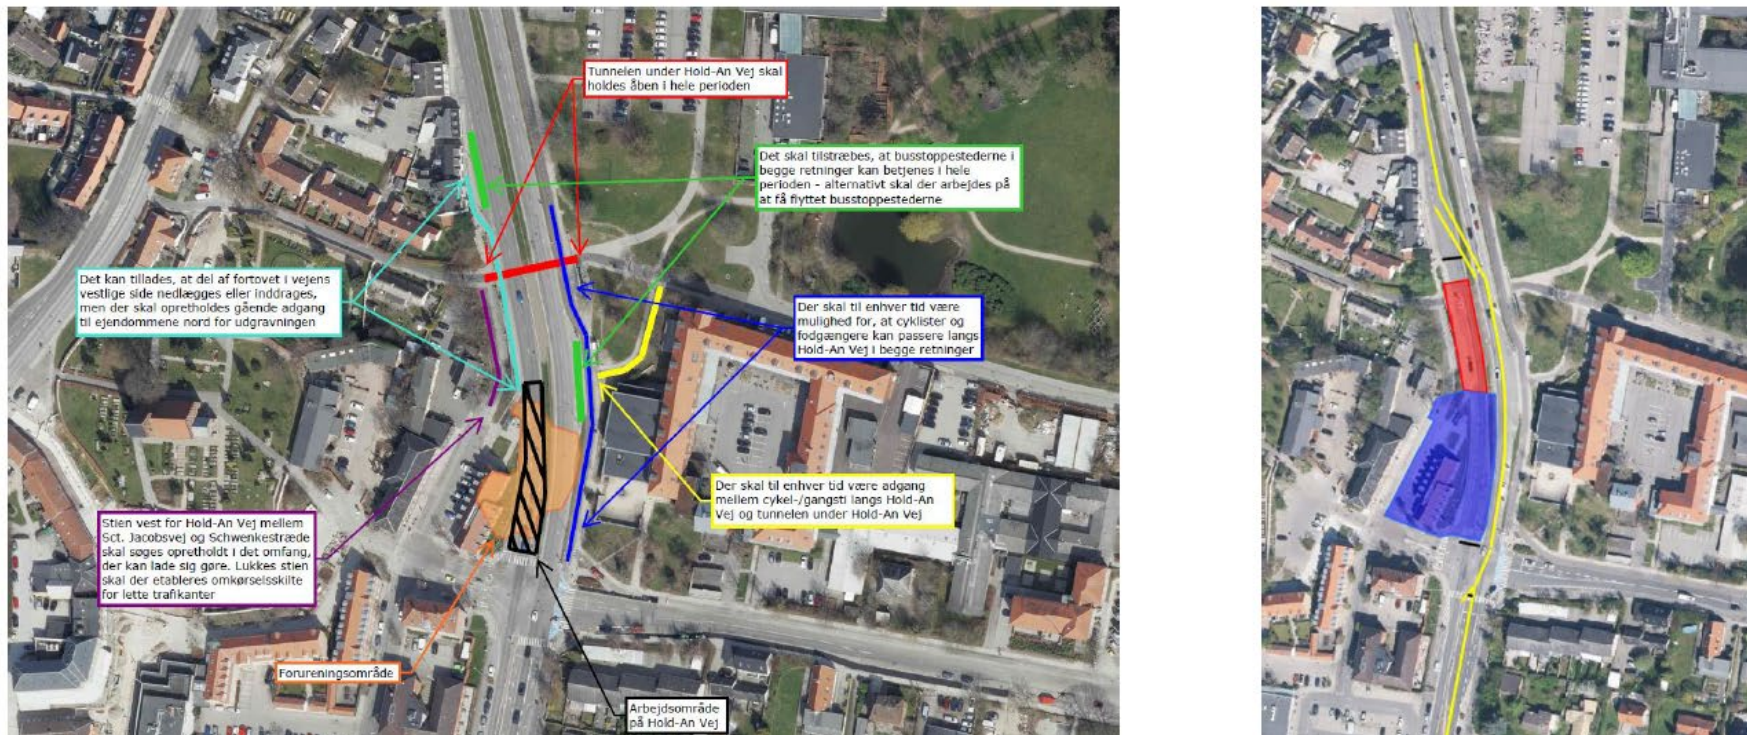 Tunnelen under Hold-An Vej skal
holdes åben i hele perioden
Det skal tilstræbes, at busstoppestederne i
begge retninger kan betjenes i hele
perioden - alternativt skal der arbejdes på
at få flyttet busstoppestederne
Det kan tillades, at del af fortovet i vejens
vestlige side nedlægges eller inddrages,
men der skal opretholdes gående adgang
til ejendommene nord for udgravningen
Der skal til enhver tid være
mulighed for, at cyklister og
fodgængere kan passere langs
Hold-An Vej i begge retninger
Der skal til enhver tid være adgang
mellem cykel-/gangsti langs Hold-An
Vej og tunnelen under Hold-An Vej
Stien vest for Hold-An Vej mellem
Sct. Jacobsvej og Schwenkestræde
skal søges opretholdt i det omfang,
der kan lade sig gøre. Lukkes stien
skal der etableres omkørselsskilte
for lette trafikanter
Forureningsområde
Arbejdsområde
på Hold-An Vej